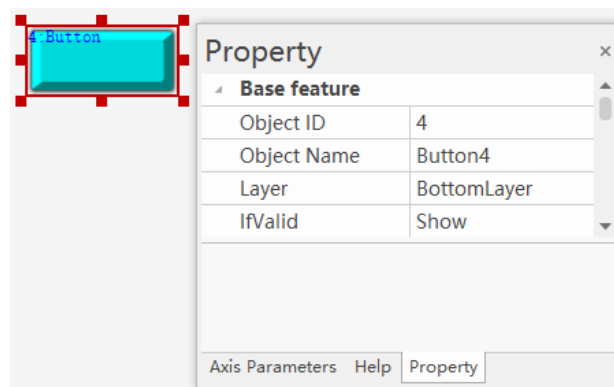 4:Button
Property
Base feature
Object ID 4
Object Name Button4
Layer BottomLayer
IfValid Show
Axis Parameters Help Property